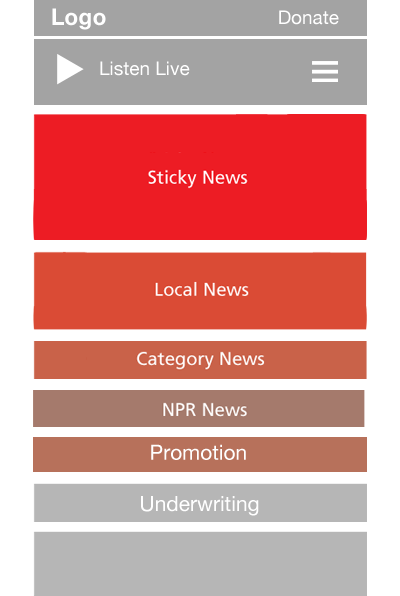 Logo
Donate
Listen Live
Sticky News
Local News
Category News
NPR News
Promotion
Underwriting